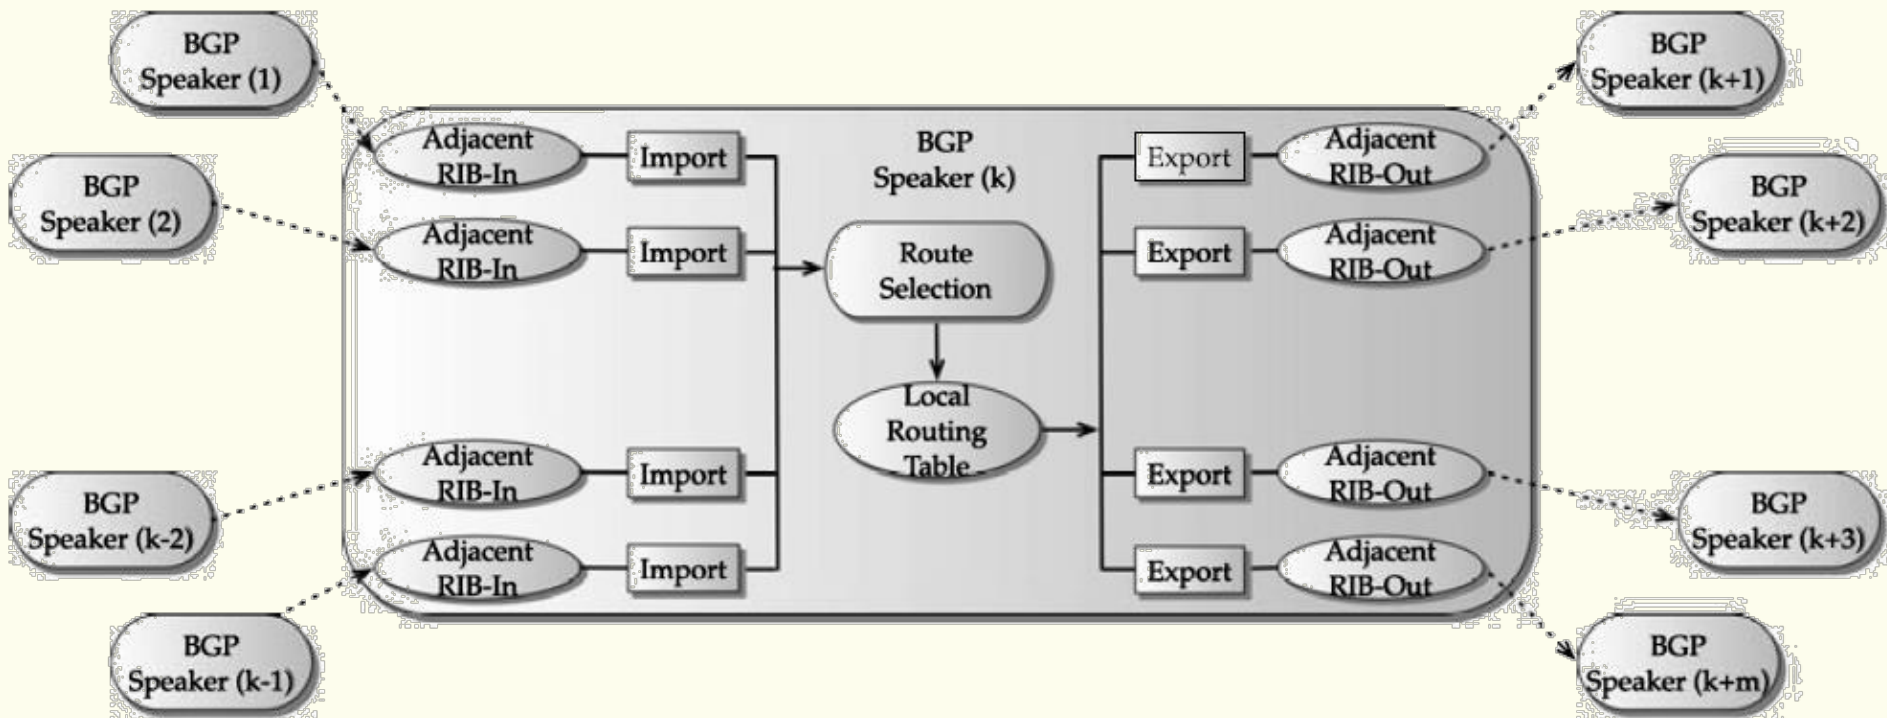 BGP
Speaker (1)
BGP
Speaker (2)
BGP
Speaker (k-2)
BGP
Speaker (k-1)
Adjacent
RIB-In
Import
Adjacent
RIB-In
Import
Adjacent
RIB-In
Import
Adjacent
RIB-In
Import
BGP
Speaker (k)
Route
Selection
Local
Routing
Table
Export
Adjacent
RIB-Out
Export
Adjacent
RIB-Out
Export
Adjacent
RIB-Out
Export
Adjacent
RIB-Out
BGP
Speaker (k+1)
BGP
Speaker (k+2)
BGP
Speaker (k+3)
BGP
Speaker (k+m)